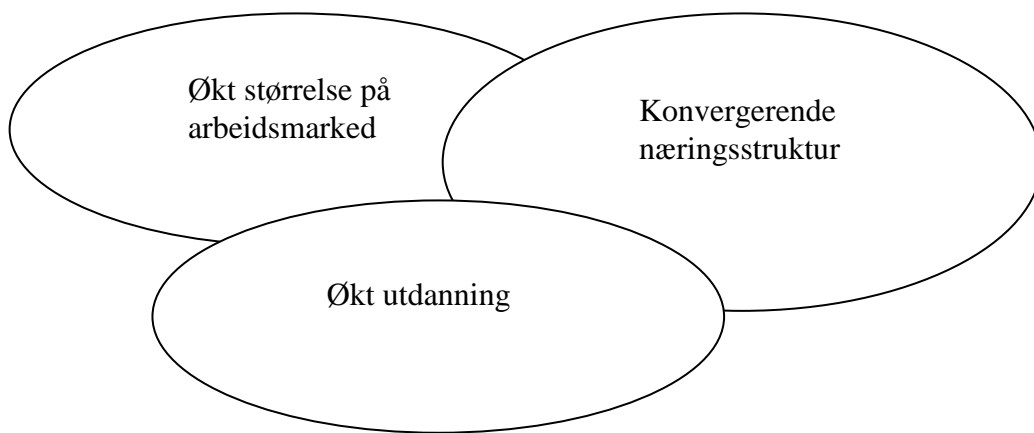 Økt størrelse på
arbeidsmarked
Konvergerende
næringsstruktur
Økt utdanning